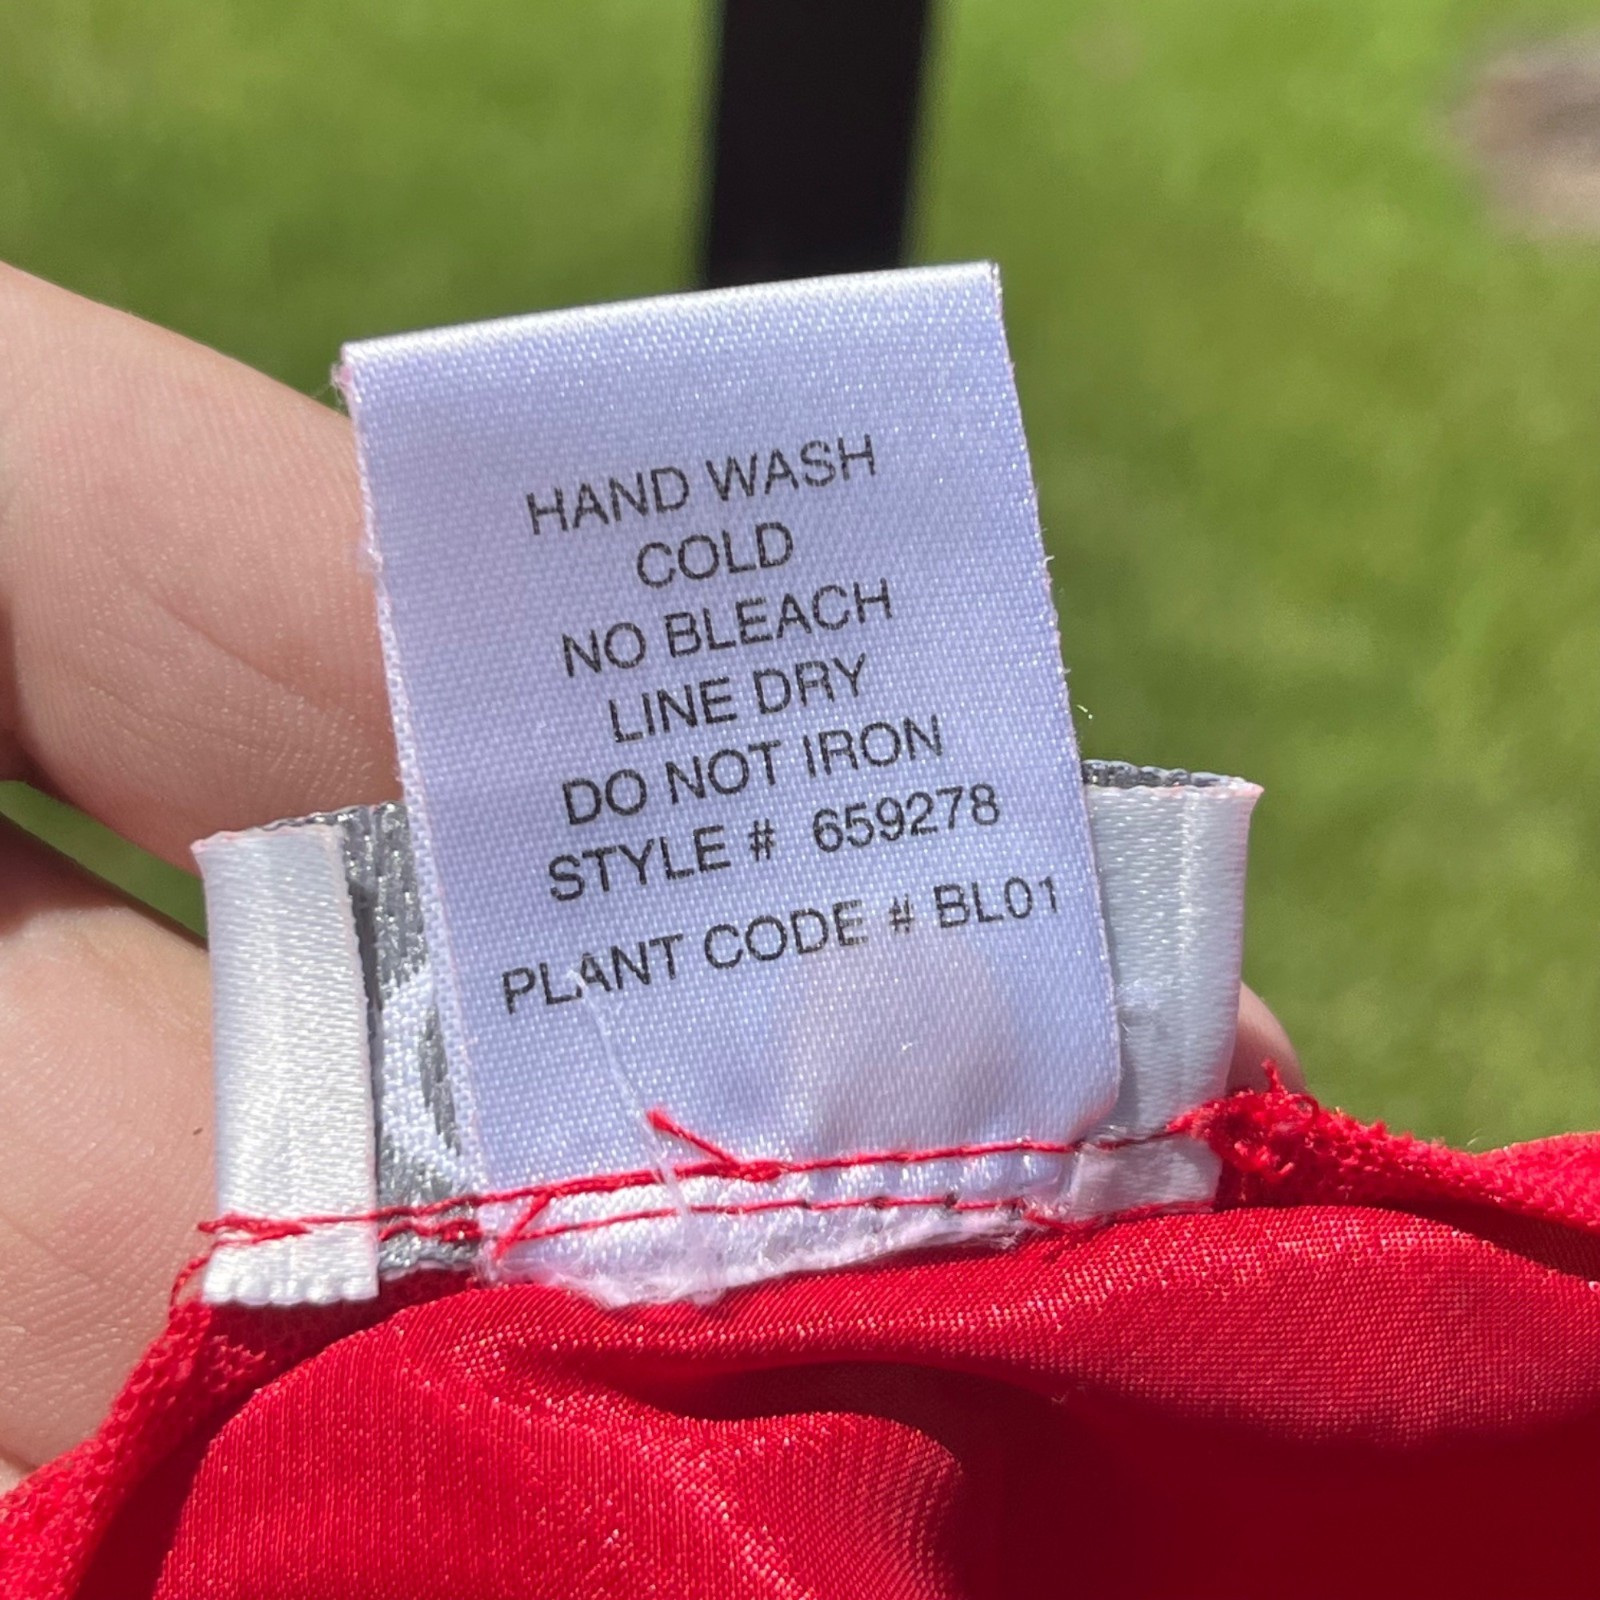 HAND WASH
COLD
NO BLEACH
LINE DRY
DO NOT IRON
STYLE # 659278
PLANT CODE # BL01